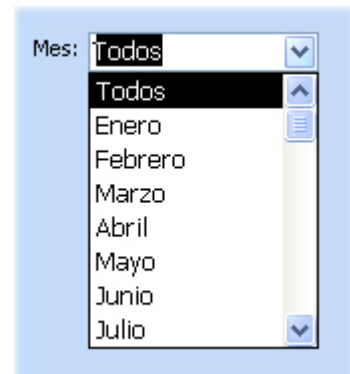 Mes: Todos
Todos
Enero
Febrero
Marzo
Abril
Mayo
Junio
Julio